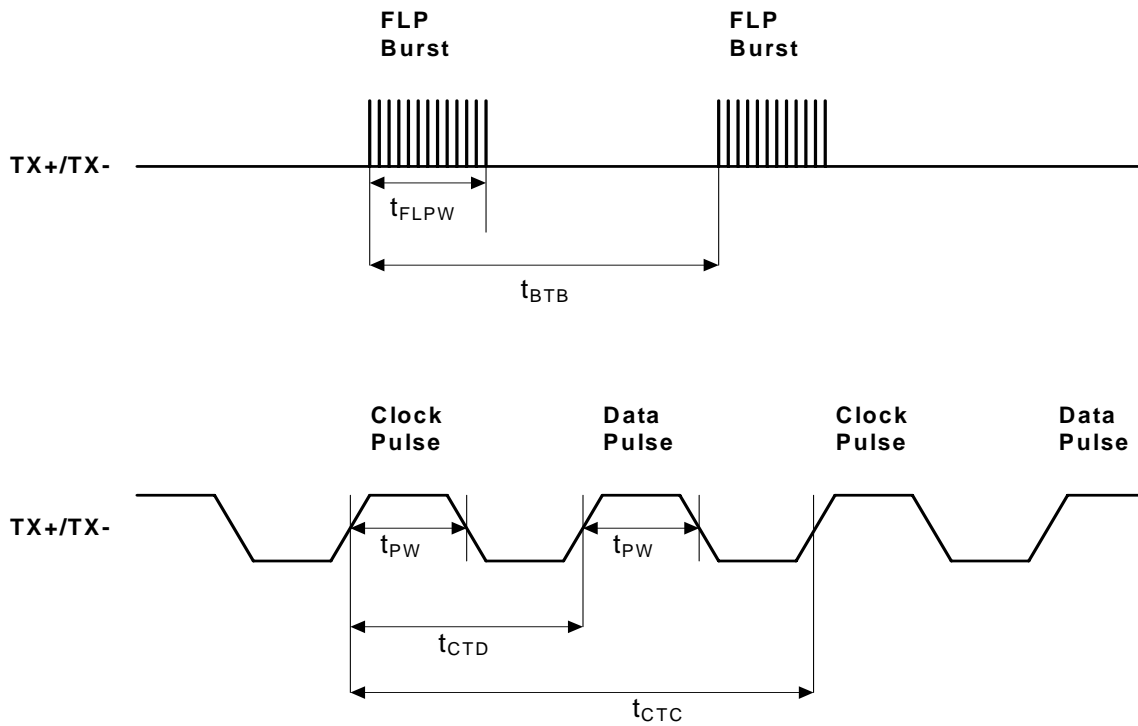 FLP
Burst
FLP
Burst
TX+/TX-
tFLPW
tBTB
Clock
Pulse
Data
Pulse
Clock
Pulse
Data
Pulse
TX+/TX-
tPW
tPW
tCTD
tCTC